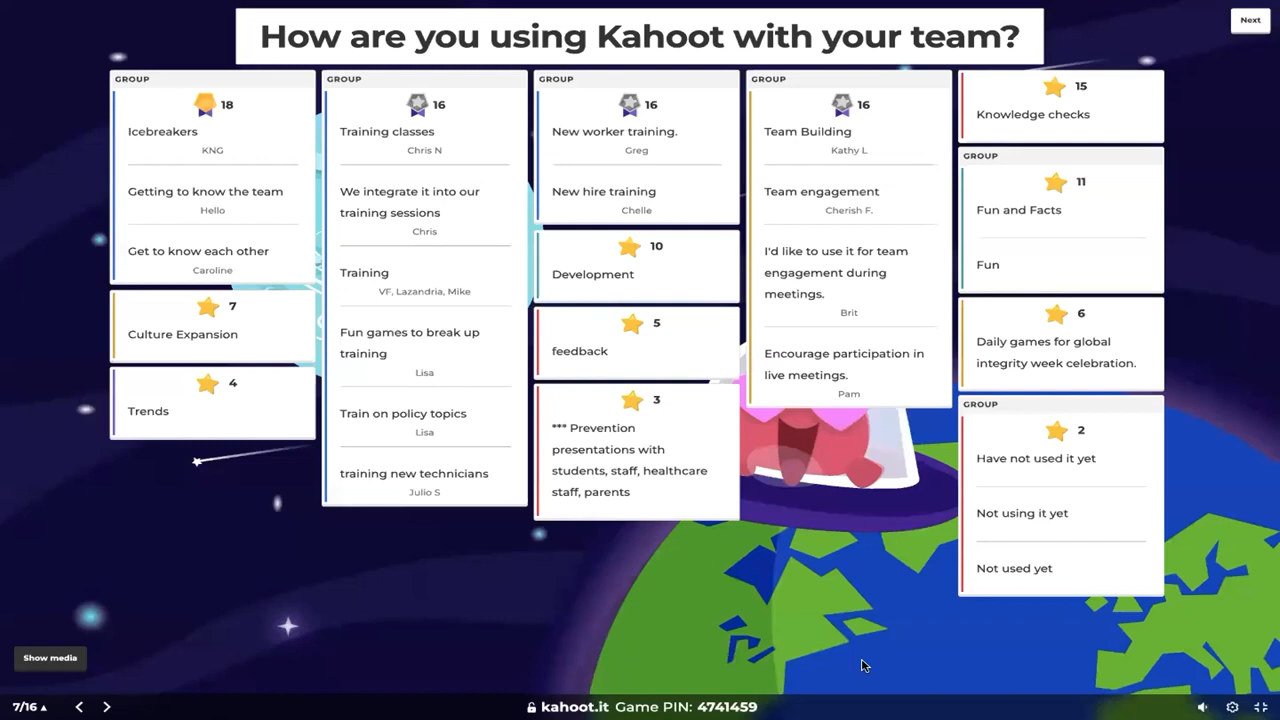 How are you using Kahoot with your team?
Next
GROUP
18
Icebreakers
KNG
Getting to know the team
Hello
Get to know each other
Caroline
7
Culture Expansion
4
Trends
GROUP
16
Training classes
Chris N
We integrate it into our
training sessions
Chris
Training
VF, Lazandria, Mike
Fun games to break up
training
Lisa
Train on policy topics
Lisa
training new technicians
Julio S
GROUP
16
New worker training.
Greg
New hire training
Chelle
10
Development
5
feedback
3
*** Prevention
presentations with
students, staff, healthcare
staff, parents
GROUP
16
Team Building
Kathy L
Team engagement
Cherish F.
I'd like to use it for team
engagement during
meetings.
Brit
Encourage participation in
live meetings.
Pam
15
Knowledge checks
GROUP
11
Fun and Facts
Fun
6
Daily games for global
integrity week celebration.
GROUP
2
Have not used it yet
Not using it yet
Not used yet
Show media
7/16
kahoot.it Game PIN: 4741459